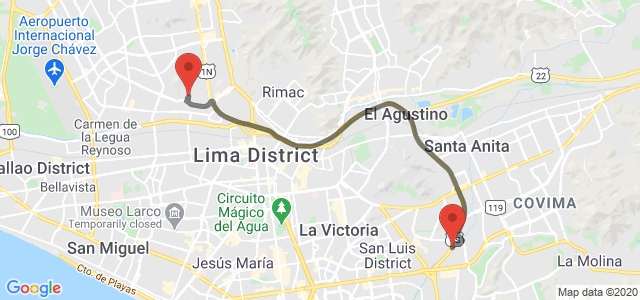 Aeropuerto
Internacional
Jorge Chávez
1N
22
Rimac
El Agustino
100
Carmen de
la Legua
Reynoso
Santa Anita
Lima District
allao District
Bellavista
Circuito
Mágico
del Agua
119
COVIMA
Museo Larco
Temporarily closed
La Victoria
San Miguel
San Luis
District
Jesús María
La Molina
Cto. de Playas
Google
Map data ©2020